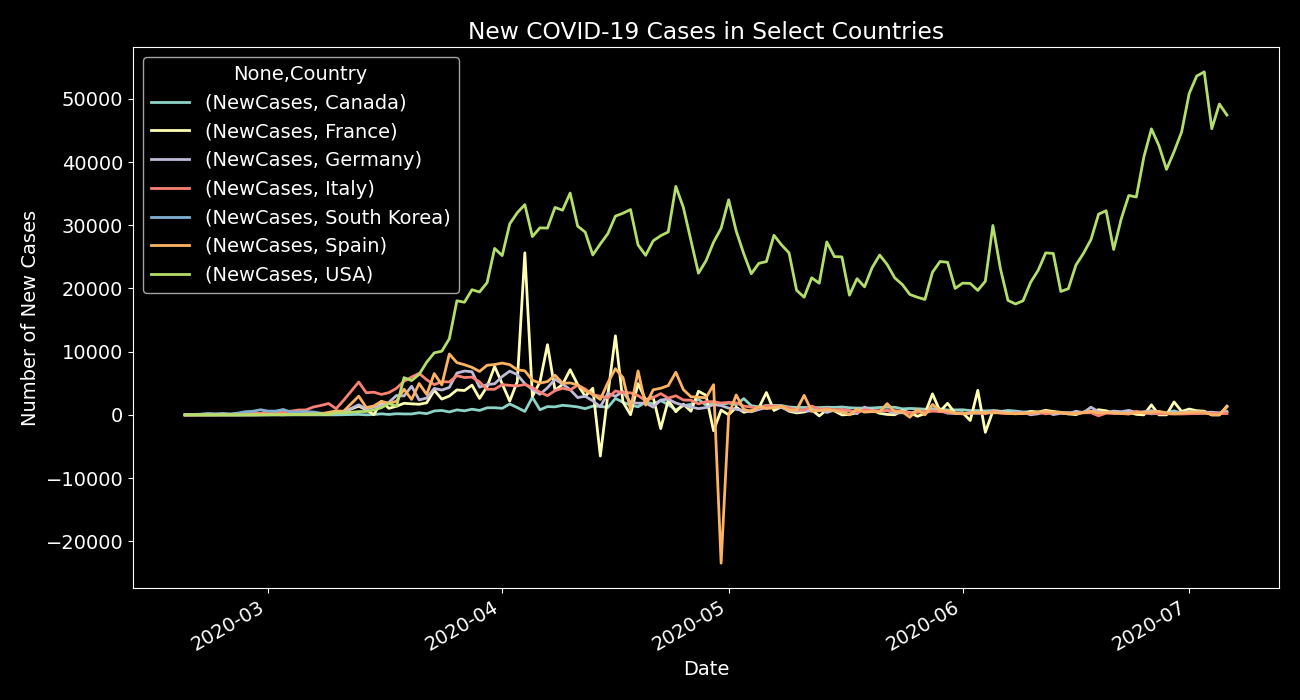 New COVID-19 Cases in Select Countries
None,Country
(NewCases, Canada)
(NewCases, France)
(NewCases, Germany)
(NewCases, Italy)
(NewCases, South Korea)
(NewCases, Spain)
(NewCases, USA)
50000
40000
30000
20000
10000
0
−10000
−20000
Number of New Cases
2020-03
2020-04
2020-05
2020-06
2020-07
Date